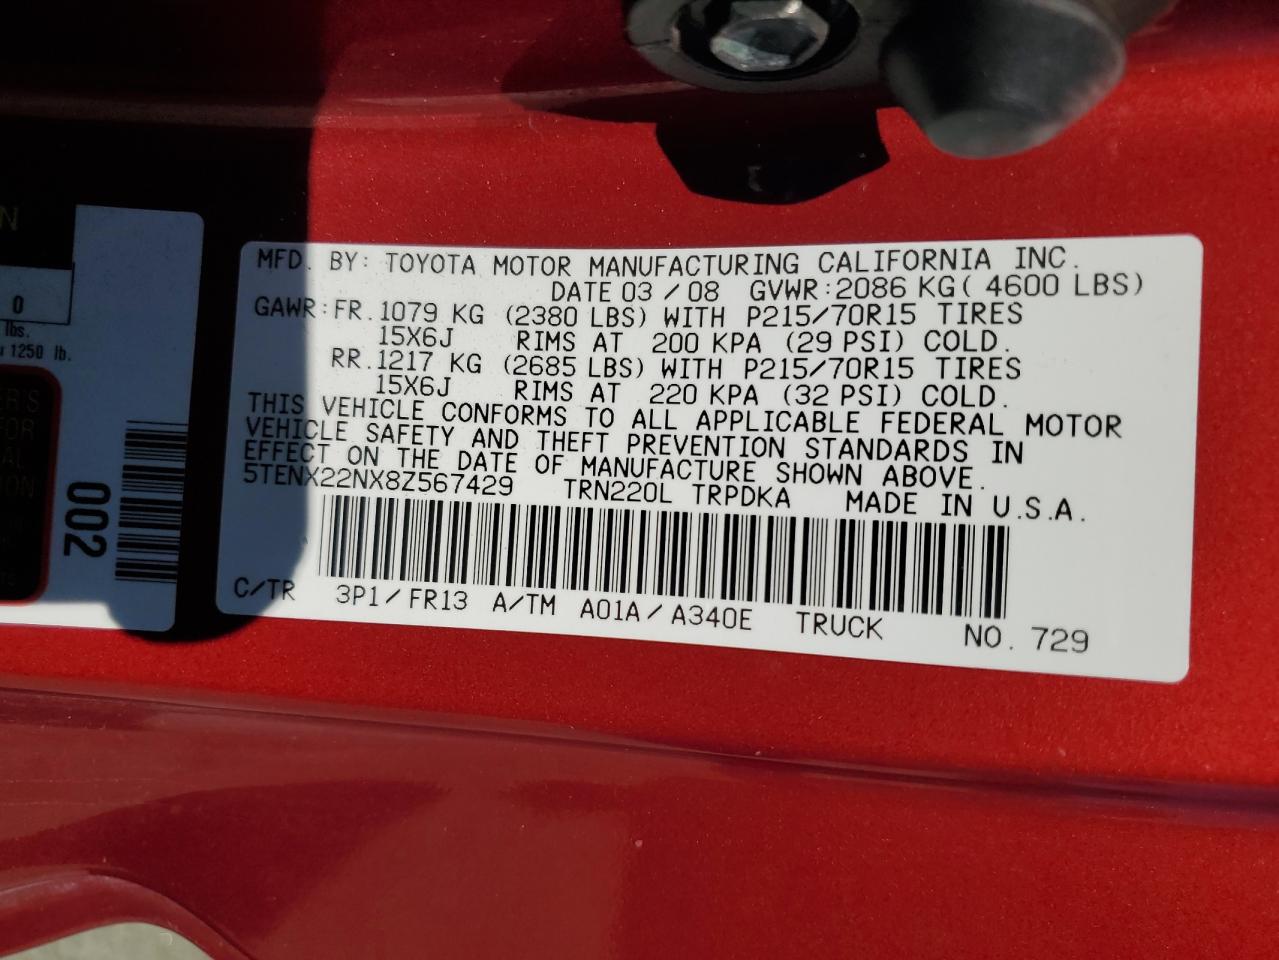 N
0
lbs.
1250 lb.
002
MFD. BY: TOYOTA MOTOR MANUFACTURING CALIFORNIA INC.
DATE 03 / 08 GVWR:2086 KG( 4600 LBS)
GAWR:FR.1079 KG (2380 LBS) WITH P215/70R15 TIRES
15X6J RIMS AT 200 KPA (29 PSI) COLD.
RR.1217 KG (2685 LBS) WITH P215/70R15 TIRES
15X6J RIMS AT 220 KPA (32 PSI) COLD.
THIS VEHICLE CONFORMS TO ALL APPLICABLE FEDERAL MOTOR
VEHICLE SAFETY AND THEFT PREVENTION STANDARDS IN
EFFECT ON THE DATE OF MANUFACTURE SHOWN ABOVE.
5TENX22NX8Z567429 TRN220L TRPDKA MADE IN U.S.A.
C/TR 3P1/FR13 A/TM A01A/A340E TRUCK NO. 729